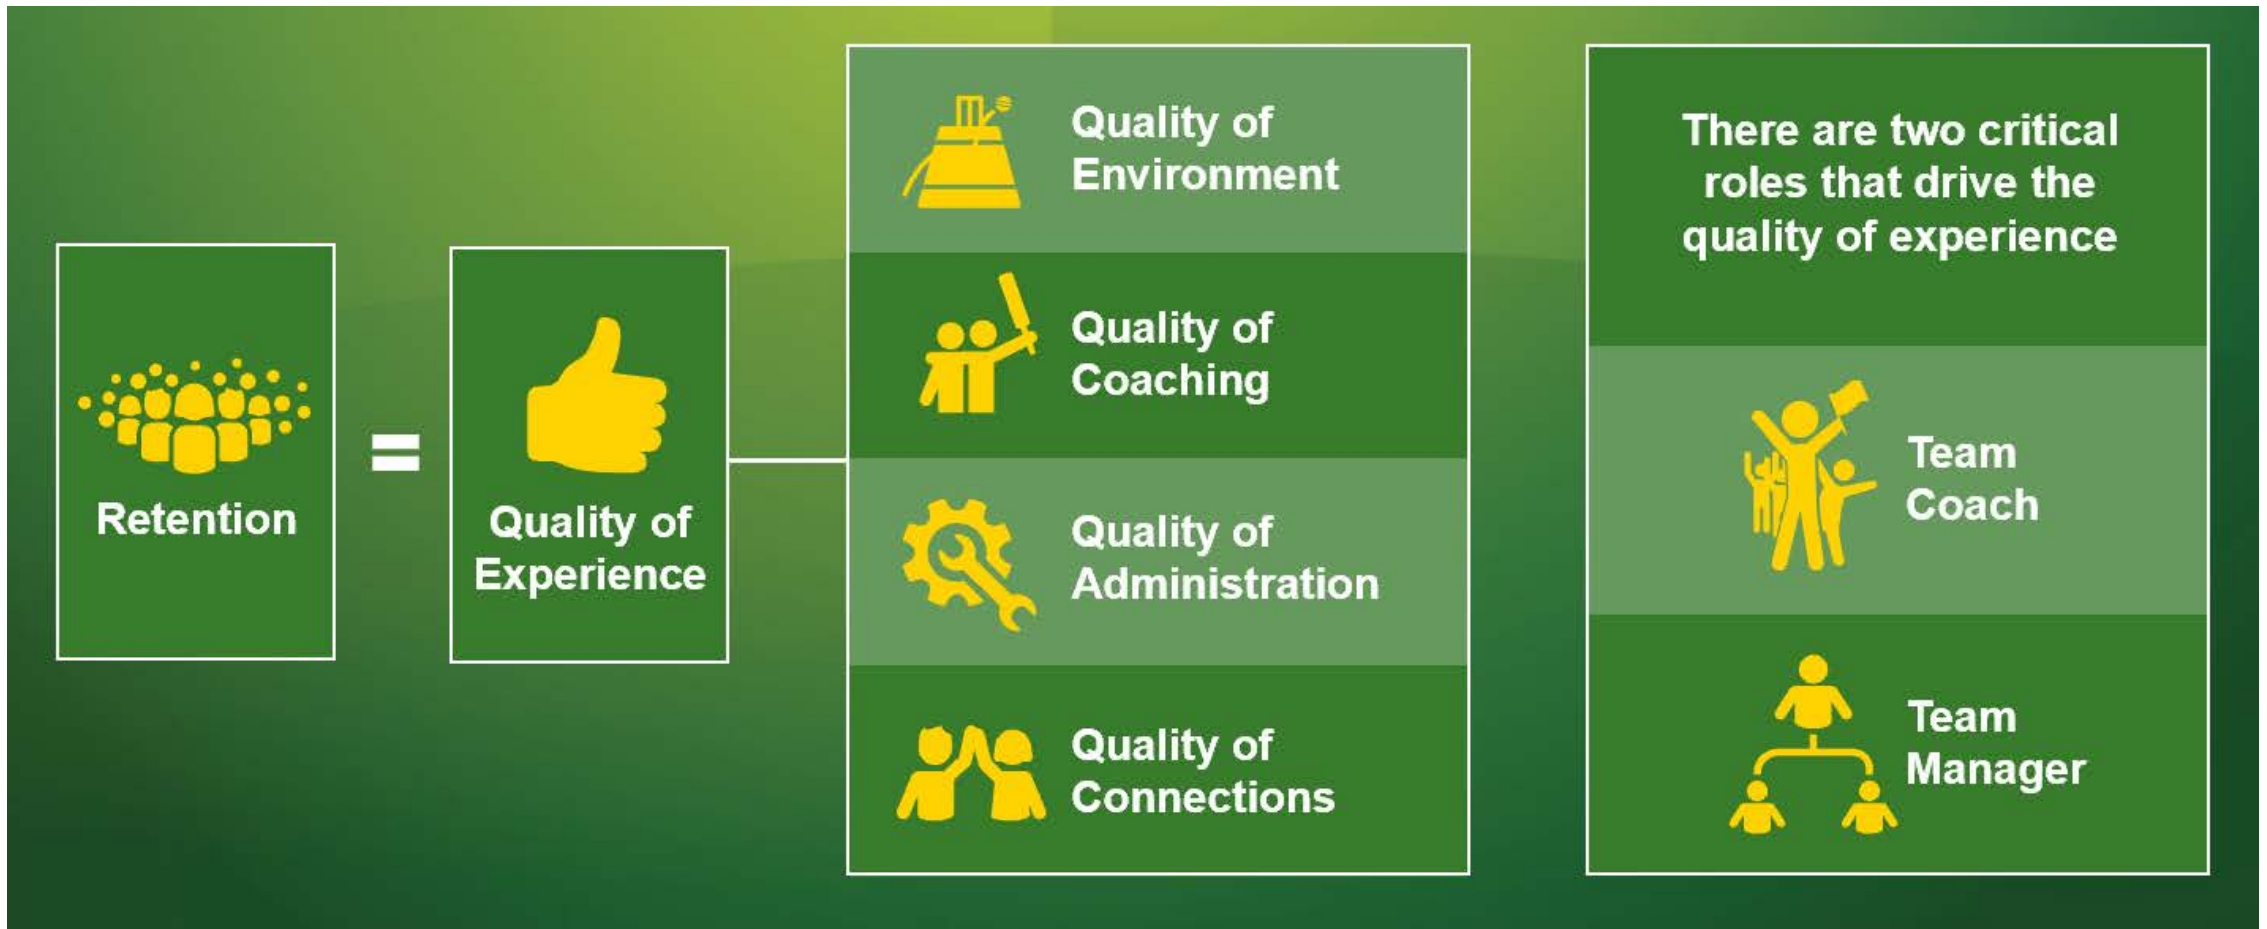 Retention
=
Quality of
Experience
Quality of
Environment
Quality of
Coaching
Quality of
Administration
Quality of
Connections
There are two critical
roles that drive the
quality of experience
Team
Coach
Team
Manager